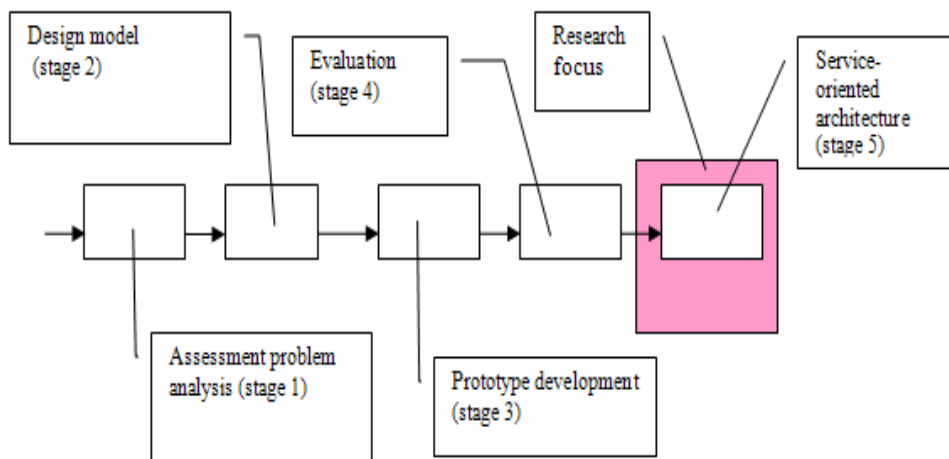 Design model
(stage 2)
Evaluation
(stage 4)
Research
focus
Service-
oriented
architecture
(stage 5)
Assessment problem
analysis (stage 1)
Prototype development
(stage 3)